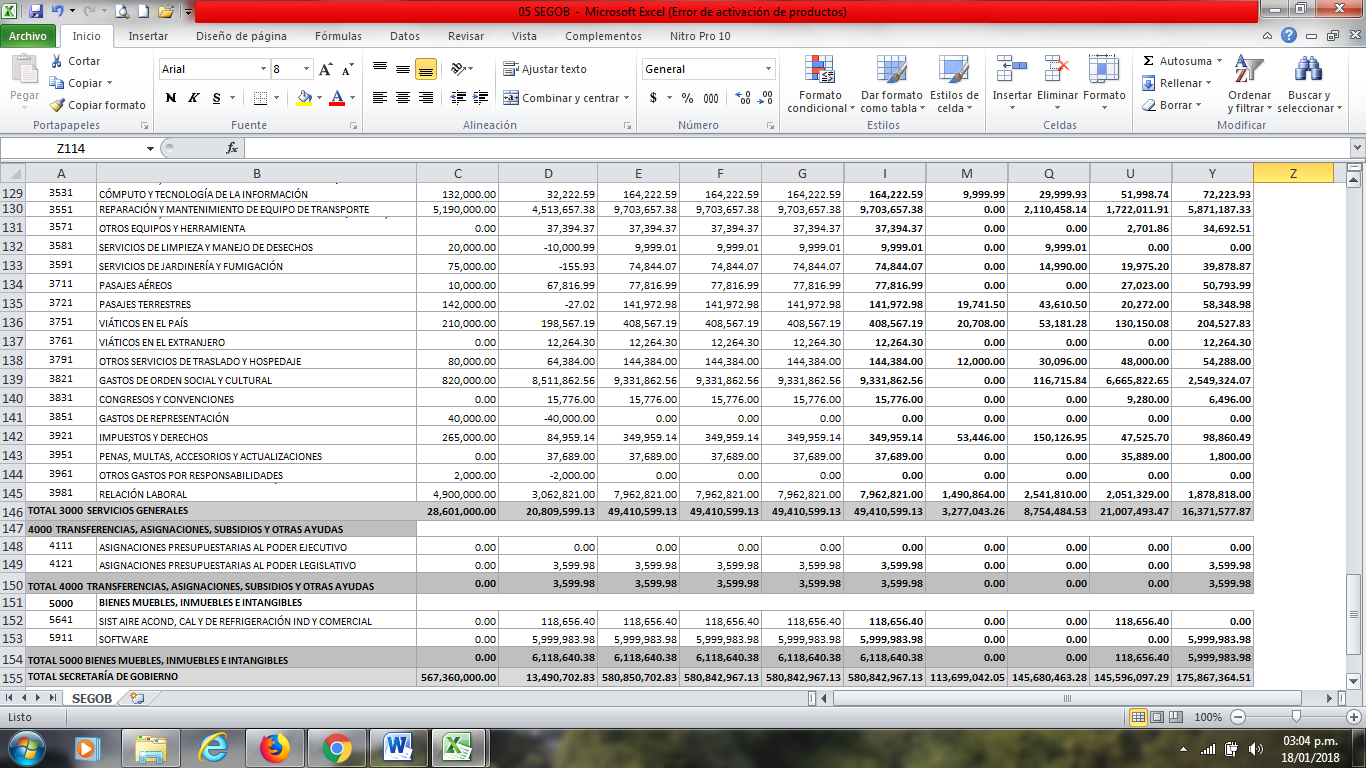 05 SEGOB - Microsoft Excel (Error de activación de productos)
Archivo Inicio Insertar Diseño de página Fórmulas Datos Revisar Vista Complementos Nitro Pro 10
Pegar Cortar Copiar Copiar formato
Arial 8 N K S
Ajustar texto Combinar y centrar
General $ % 000
Formato condicional Dar formato como tabla Estilos de celda
Insertar Eliminar Formato
Σ Autosuma Rellenar Borrar
Ordenar y filtrar Buscar y seleccionar
Portapapeles Fuente Alineación Número Estilos Celdas Modificar
Z114 fx
A B C D E F G I M Q U Y Z
129 3531 CÓMPUTO Y TECNOLOGÍA DE LA INFORMACIÓN 132,000.00 32,222.59 164,222.59 164,222.59 164,222.59 164,222.59 9,999.99 29,999.93 51,998.74 72,223.93
130 3551 REPARACIÓN Y MANTENIMIENTO DE EQUIPO DE TRANSPORTE 5,190,000.00 4,513,657.38 9,703,657.38 9,703,657.38 9,703,657.38 9,703,657.38 0.00 2,110,458.14 1,722,011.91 5,871,187.33
131 3571 OTROS EQUIPOS Y HERRAMIENTA 0.00 37,394.37 37,394.37 37,394.37 37,394.37 37,394.37 0.00 0.00 2,701.86 34,692.51
132 3581 SERVICIOS DE LIMPIEZA Y MANEJO DE DESECHOS 20,000.00 -10,000.99 9,999.01 9,999.01 9,999.01 9,999.01 0.00 9,999.01 0.00 0.00
133 3591 SERVICIOS DE JARDINERÍA Y FUMIGACIÓN 75,000.00 -155.93 74,844.07 74,844.07 74,844.07 74,844.07 0.00 14,990.00 19,975.20 39,878.87
134 3711 PASAJES AÉREOS 10,000.00 67,816.99 77,816.99 77,816.99 77,816.99 77,816.99 0.00 0.00 27,023.00 50,793.99
135 3721 PASAJES TERRESTRES 142,000.00 -27.02 141,972.98 141,972.98 141,972.98 141,972.98 19,741.50 43,610.50 20,272.00 58,348.98
136 3751 VIÁTICOS EN EL PAÍS 210,000.00 198,567.19 408,567.19 408,567.19 408,567.19 408,567.19 20,708.00 53,181.28 130,150.08 204,527.83
137 3761 VIÁTICOS EN EL EXTRANJERO 0.00 12,264.30 12,264.30 12,264.30 12,264.30 12,264.30 0.00 0.00 0.00 12,264.30
138 3791 OTROS SERVICIOS DE TRASLADO Y HOSPEDAJE 80,000.00 64,384.00 144,384.00 144,384.00 144,384.00 144,384.00 12,000.00 30,096.00 48,000.00 54,288.00
139 3821 GASTOS DE ORDEN SOCIAL Y CULTURAL 820,000.00 8,511,862.56 9,331,862.56 9,331,862.56 9,331,862.56 9,331,862.56 0.00 116,715.84 6,665,822.65 2,549,324.07
140 3831 CONGRESOS Y CONVENCIONES 0.00 15,776.00 15,776.00 15,776.00 15,776.00 15,776.00 0.00 0.00 9,280.00 6,496.00
141 3851 GASTOS DE REPRESENTACIÓN 40,000.00 -40,000.00 0.00 0.00 0.00 0.00 0.00 0.00 0.00 0.00
142 3921 IMPUESTOS Y DERECHOS 265,000.00 84,959.14 349,959.14 349,959.14 349,959.14 349,959.14 53,446.00 150,126.95 47,525.70 98,860.49
143 3951 PENAS, MULTAS, ACCESORIOS Y ACTUALIZACIONES 0.00 37,689.00 37,689.00 37,689.00 37,689.00 37,689.00 0.00 0.00 35,889.00 1,800.00
144 3961 OTROS GASTOS POR RESPONSABILIDADES 2,000.00 -2,000.00 0.00 0.00 0.00 0.00 0.00 0.00 0.00 0.00
145 3981 RELACIÓN LABORAL 4,900,000.00 3,062,821.00 7,962,821.00 7,962,821.00 7,962,821.00 7,962,821.00 1,490,864.00 2,541,810.00 2,051,329.00 1,878,818.00
146 TOTAL 3000 SERVICIOS GENERALES 28,601,000.00 20,809,599.13 49,410,599.13 49,410,599.13 49,410,599.13 49,410,599.13 3,277,043.26 8,754,484.53 21,007,493.47 16,371,577.87
147 4000 TRANSFERENCIAS, ASIGNACIONES, SUBSIDIOS Y OTRAS AYUDAS
148 4111 ASIGNACIONES PRESUPUESTARIAS AL PODER EJECUTIVO 0.00 0.00 0.00 0.00 0.00 0.00 0.00 0.00 0.00 0.00
149 4121 ASIGNACIONES PRESUPUESTARIAS AL PODER LEGISLATIVO 0.00 3,599.98 3,599.98 3,599.98 3,599.98 3,599.98 0.00 0.00 0.00 3,599.98
150 TOTAL 4000 TRANSFERENCIAS, ASIGNACIONES, SUBSIDIOS Y OTRAS AYUDAS 0.00 3,599.98 3,599.98 3,599.98 3,599.98 3,599.98 0.00 0.00 0.00 3,599.98
151 5000 BIENES MUEBLES, INMUEBLES E INTANGIBLES
152 5641 SIST AIRE ACOND, CAL Y DE REFRIGERACIÓN IND Y COMERCIAL 0.00 118,656.40 118,656.40 118,656.40 118,656.40 118,656.40 0.00 0.00 118,656.40 0.00
153 5911 SOFTWARE 0.00 5,999,983.98 5,999,983.98 5,999,983.98 5,999,983.98 5,999,983.98 0.00 0.00 0.00 5,999,983.98
154 TOTAL 5000 BIENES MUEBLES, INMUEBLES E INTANGIBLES 0.00 6,118,640.38 6,118,640.38 6,118,640.38 6,118,640.38 6,118,640.38 0.00 0.00 118,656.40 5,999,983.98
155 TOTAL SECRETARÍA DE GOBIERNO 567,360,000.00 13,490,702.83 580,850,702.83 580,842,967.13 580,842,967.13 580,842,967.13 113,699,042.05 145,680,463.28 145,596,097.29 175,867,364.51
SEGOB
Listo 100%
03:04 p.m.
18/01/2018